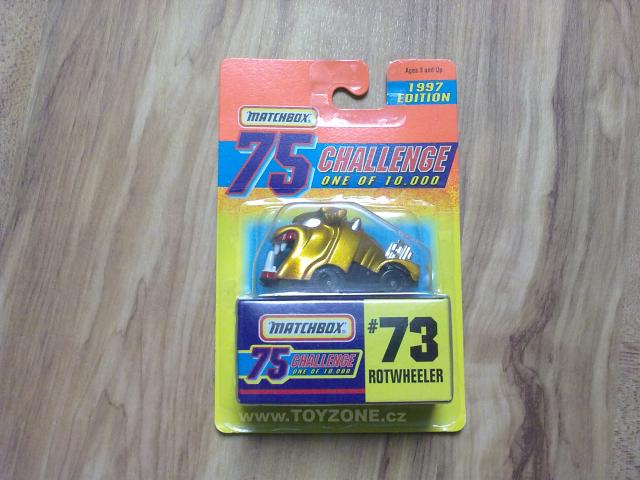 Ages 3 and Up
1997
EDITION
MATCHBOX
75
CHALLENGE
ONE OF 10.000
MATCHBOX
75
CHALLENGE
ONE OF 10.000
#73
ROTWHEELER
www.TOYZONE.cz